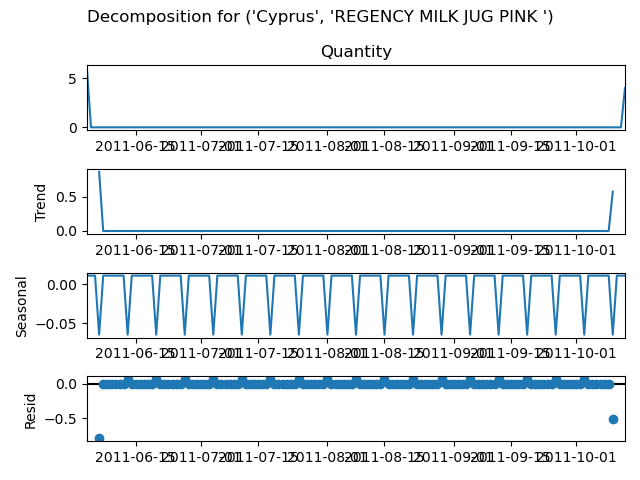 Decomposition for ('Cyprus', 'REGENCY MILK JUG PINK ')
Quantity
5
0
2011-06-15 2011-07-01 2011-07-15 2011-08-01 2011-08-15 2011-09-01 2011-09-15 2011-10-01
Trend
0.5
0.0
2011-06-15 2011-07-01 2011-07-15 2011-08-01 2011-08-15 2011-09-01 2011-09-15 2011-10-01
Seasonal
0.00
−0.05
2011-06-15 2011-07-01 2011-07-15 2011-08-01 2011-08-15 2011-09-01 2011-09-15 2011-10-01
Resid
0.0
−0.5
2011-06-15 2011-07-01 2011-07-15 2011-08-01 2011-08-15 2011-09-01 2011-09-15 2011-10-01